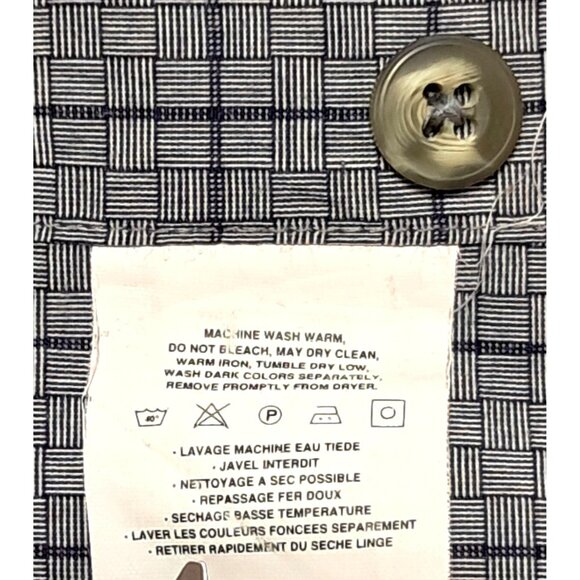 MACHINE WASH WARM,
DO NOT BLEACH, MAY DRY CLEAN,
WARM IRON, TUMBLE DRY LOW,
WASH DARK COLORS SEPARATELY,
REMOVE PROMPTLY FROM DRYER.
40° P
· LAVAGE MACHINE EAU TIEDE
· JAVEL INTERDIT
· NETTOYAGE A SEC POSSIBLE
· REPASSAGE FER DOUX
· SECHAGE BASSE TEMPERATURE
· LAVER LES COULEURS FONCEES SEPAREMENT
· RETIRER RAPIDEMENT DU SECHE LINGE